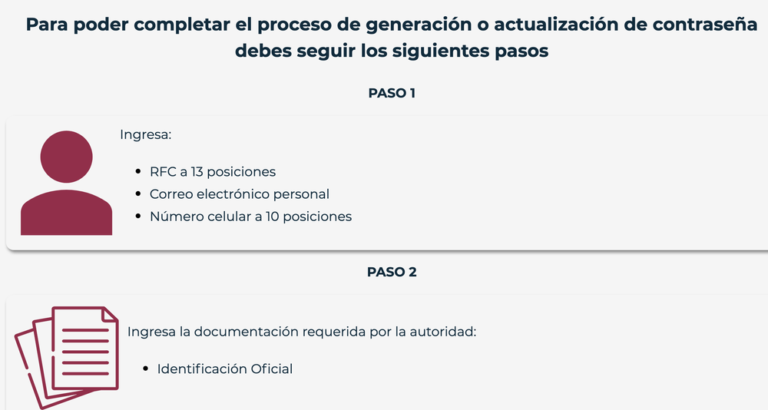 Para poder completar el proceso de generación o actualización de contraseña
debes seguir los siguientes pasos
PASO 1
Ingresa:
• RFC a 13 posiciones
• Correo electrónico personal
• Número celular a 10 posiciones
PASO 2
Ingresa la documentación requerida por la autoridad:
• Identificación Oficial